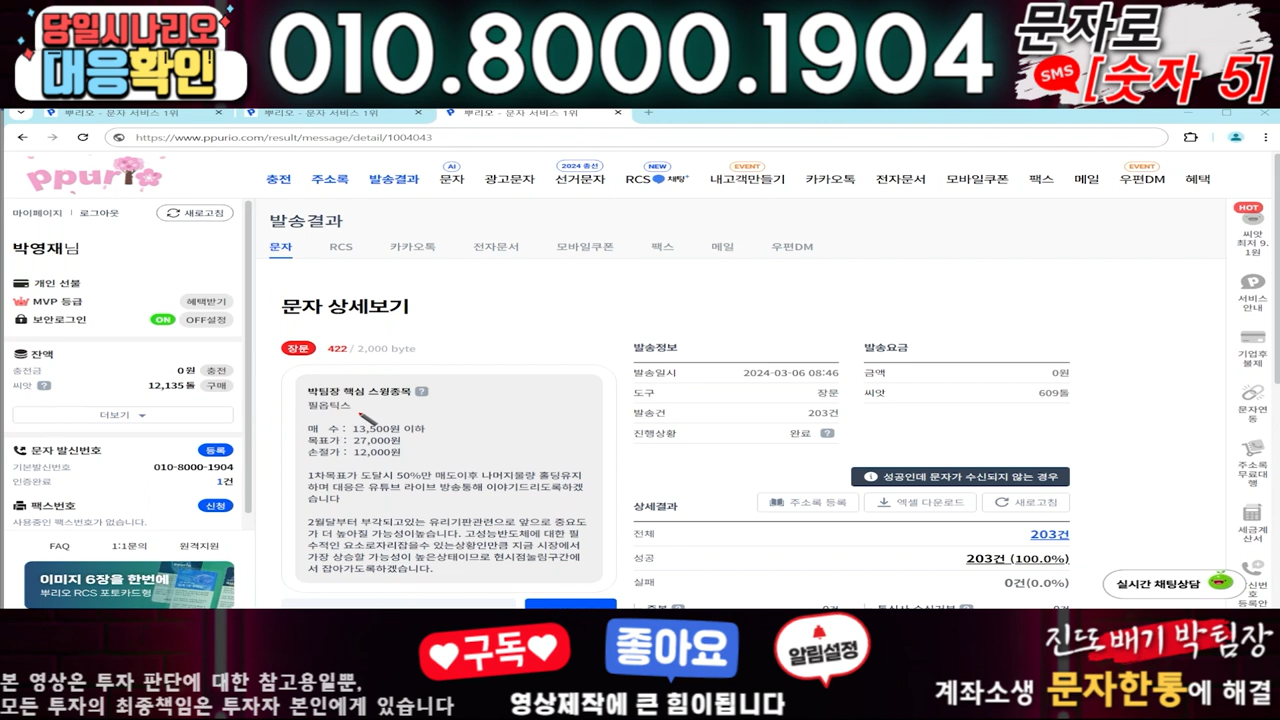 당일시나리오
대응확인
010.8000.1904
문자로
SMS
[숫자 5]
뿌리오 - 문자 서비스 1위
뿌리오 - 문자 서비스 1위
뿌리오 - 문자 서비스 1위
https://www.ppurio.com/result/message/detail/1004043
ppurio
충전
주소록
발송결과
AI
문자
광고문자
2024 총선
선거문자
NEW
RCS 채팅+
EVENT
내고객만들기
카카오톡
전자문서
모바일쿠폰
팩스
메일
EVENT
우편DM
혜택
마이페이지 | 로그아웃
새로고침
박영재님
개인 선불
MVP 등급
혜택받기
보안로그인
ON
OFF설정
잔액
충전금
0원
충전
씨앗 ?
12,135톨
구매
더보기
문자 발신번호
등록
기본발신번호
010-8000-1904
인증완료
1건
팩스번호
신청
사용중인 팩스번호가 없습니다.
FAQ
1:1문의
원격지원
이미지 6장을 한번에
뿌리오 RCS 포토카드형
발송결과
문자
RCS
카카오톡
전자문서
모바일쿠폰
팩스
메일
우편DM
문자 상세보기
장문
422 / 2,000 byte
박팀장 핵심 스윙종목 ?
필옵틱스
매 수 : 13,500원 이하
목표가 : 27,000원
손절가 : 12,000원
1차목표가 도달시 50%만 매도이후 나머지물량 홀딩유지
하며 대응은 유튜브 라이브 방송통해 이야기드리도록하겠
습니다
2월달부터 부각되고있는 유리기판관련으로 앞으로 중요도
가 더 높아질 가능성이높습니다. 고성능반도체에 대한 필
수적인 요소로자리잡을수 있는상황인만큼 지금 시장에서
가장 상승할 가능성이 높은상태이므로 현시점눌림구간에
서 잡아가도록하겠습니다.
발송정보
발송일시
2024-03-06 08:46
도구
장문
발송건
203건
진행상황
완료 ?
발송요금
금액
0원
씨앗
609톨
성공인데 문자가 수신되지 않는 경우
상세결과
주소록 등록
엑셀 다운로드
새로고침
전체
203건
성공
203건 (100.0%)
실패
0건(0.0%)
HOT
씨앗
최저 9.
1원
서비스
안내
기업후
불제
문자연
동
주소록
무료대
행
세금계
산서
등록안
실시간 채팅상담
본 영상은 투자 판단에 대한 참고용일뿐,
모든 투자의 최종책임은 투자자 본인에게 있습니다
구독
좋아요
알림설정
영상제작에 큰 힘이됩니다
진또배기 박팀장
계좌소생 문자한통에 해결